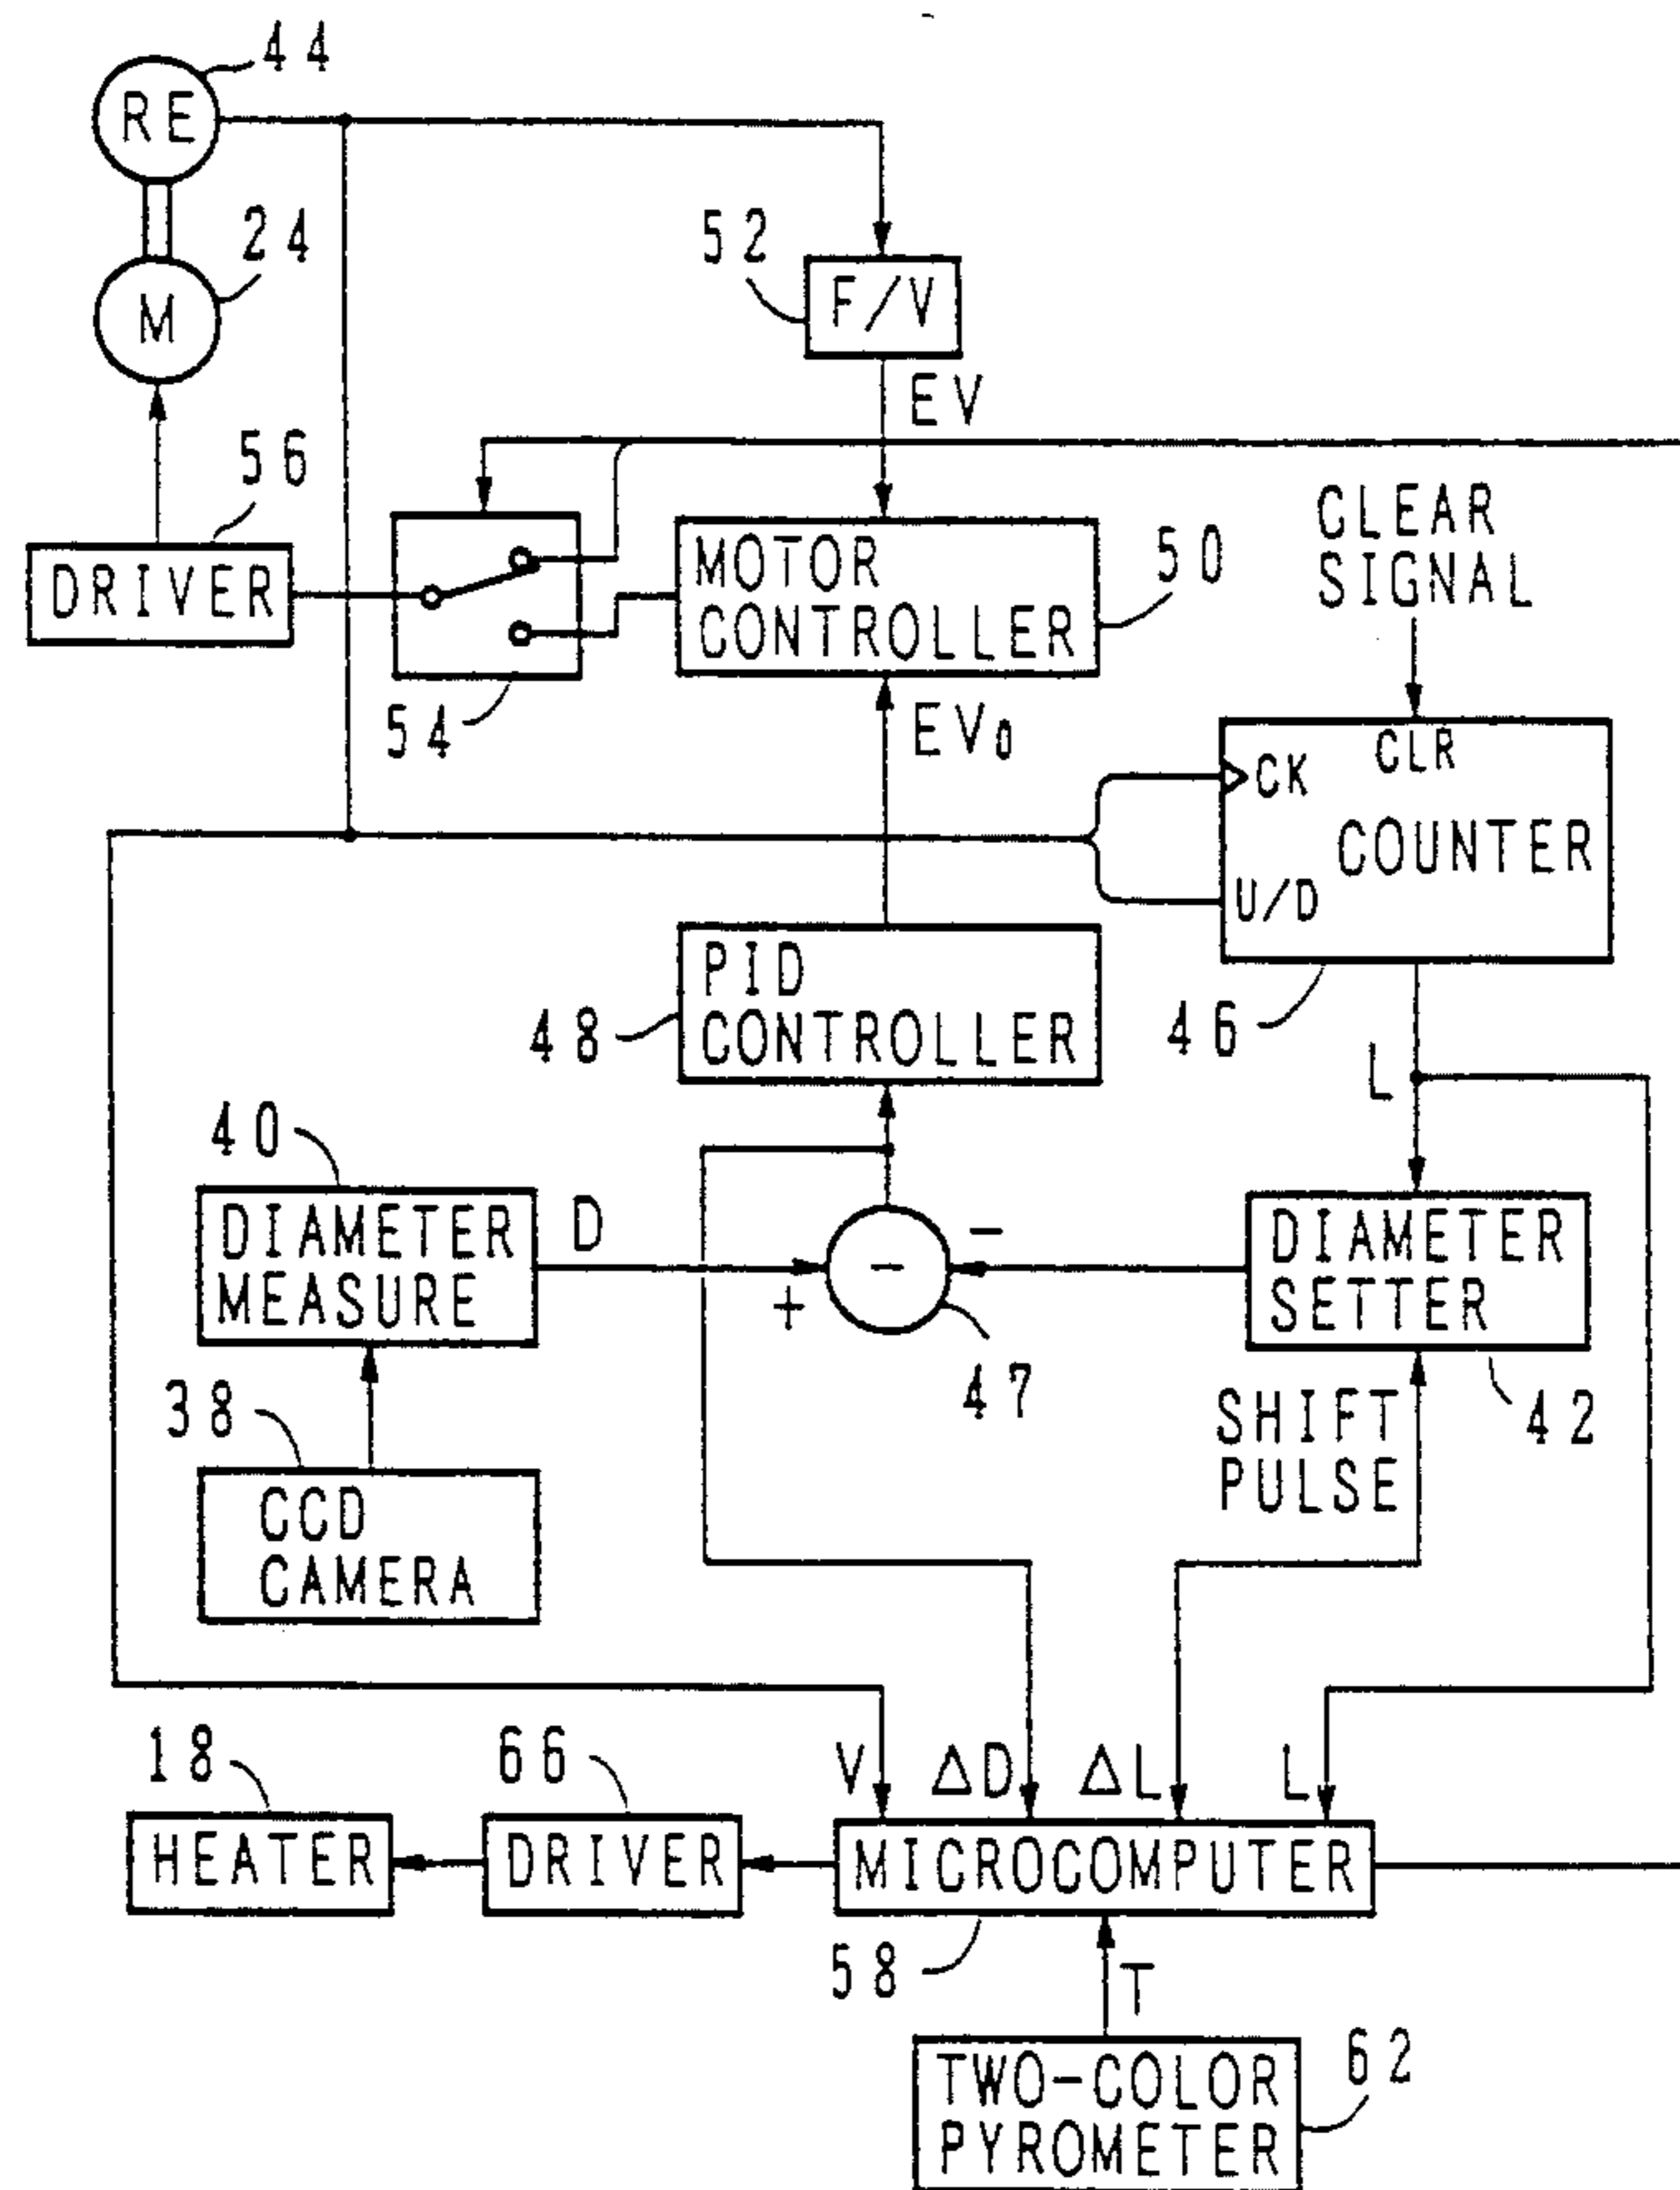 44
RE
24
M
52
F/V
EV
56
DRIVER
54
MOTOR
CONTROLLER
50
CLEAR
SIGNAL
EV0
CLR
CK
COUNTER
U/D
46
PID
CONTROLLER
48
L
40
DIAMETER
MEASURE
D
+
-
-
47
DIAMETER
SETTER
42
SHIFT
PULSE
38
CCD
CAMERA
V
ΔD
ΔL
L
18
HEATER
66
DRIVER
MICROCOMPUTER
58
T
TWO-COLOR
PYROMETER
62